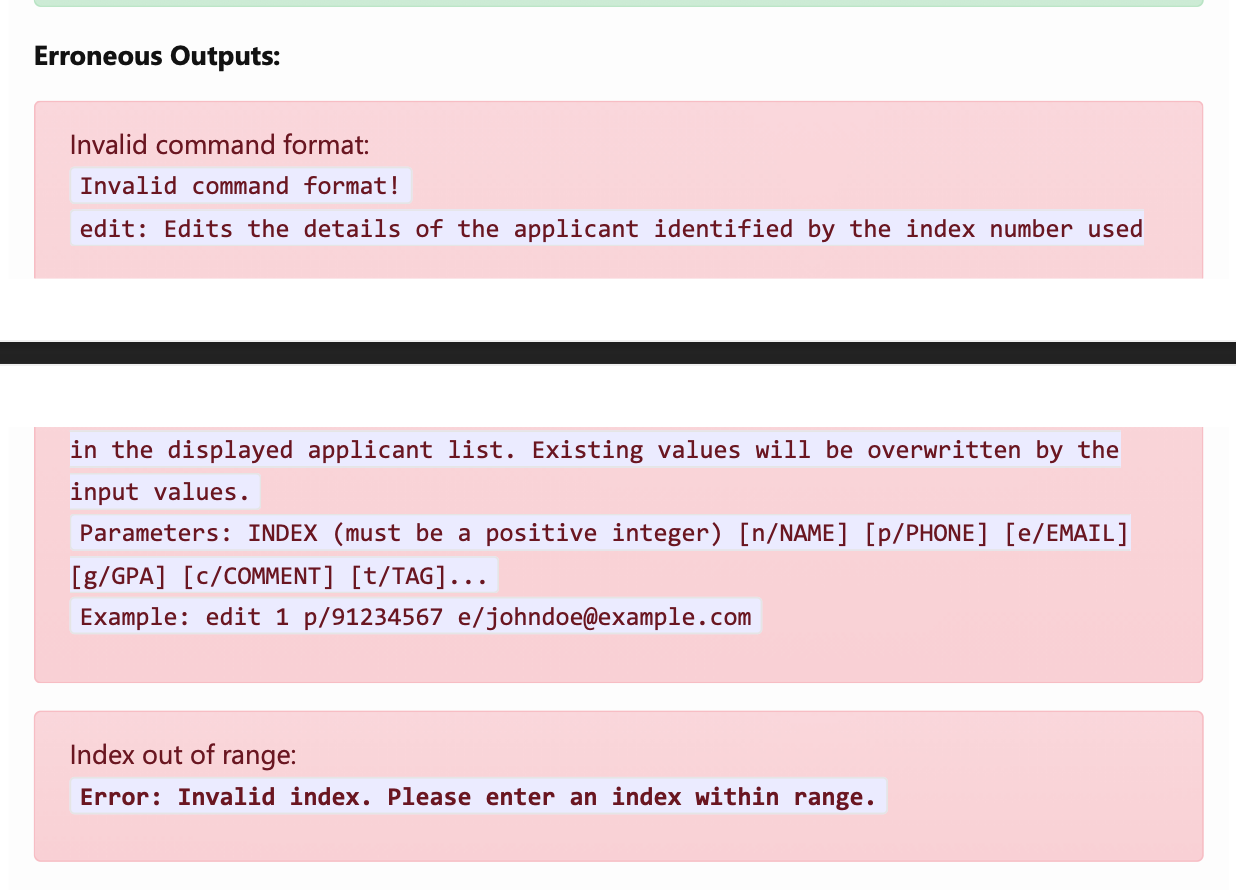 Erroneous Outputs:
Invalid command format:
Invalid command format!
edit: Edits the details of the applicant identified by the index number used
in the displayed applicant list. Existing values will be overwritten by the
input values.
Parameters: INDEX (must be a positive integer) [n/NAME] [p/PHONE] [e/EMAIL]
[g/GPA] [c/COMMENT] [t/TAG]...
Example: edit 1 p/91234567 e/johndoe@example.com
Index out of range:
Error: Invalid index. Please enter an index within range.